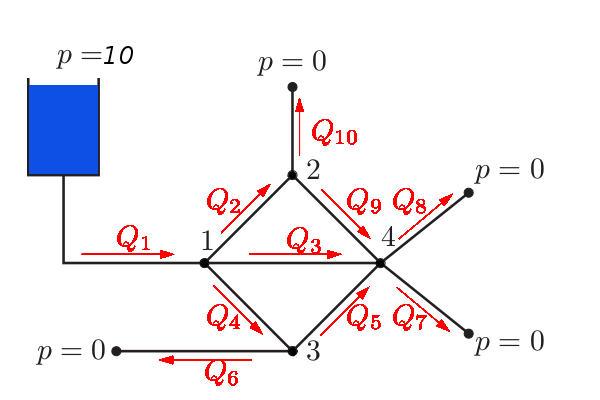 p = 10
p = 0
Q₁₀
2
p = 0
Q₂
Q₉
Q₈
1
Q₁
Q₃
4
Q₄
Q₅
Q₇
p = 0
p = 0
3
Q₆